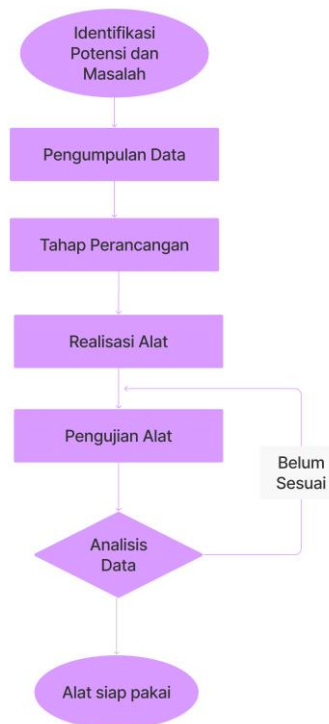 Identifikasi
Potensi dan
Masalah
Pengumpulan Data
Tahap Perancangan
Realisasi Alat
Pengujian Alat
Belum
Sesuai
Analisis
Data
Alat siap pakai